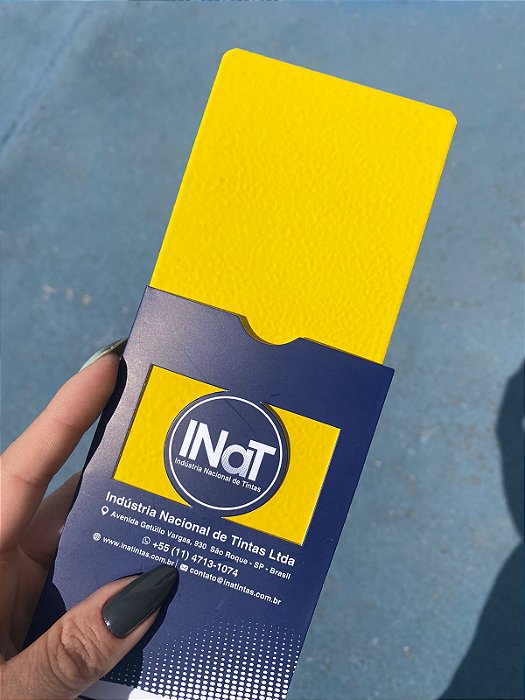 INaT
Indústria Nacional de Tintas
Indústria Nacional de Tintas Ltda
Avenida Getúlio Vargas, 930 São Roque - SP - Brasil
+55 (11) 4713-1074
www.inatintas.com.br | contato@inatintas.com.br